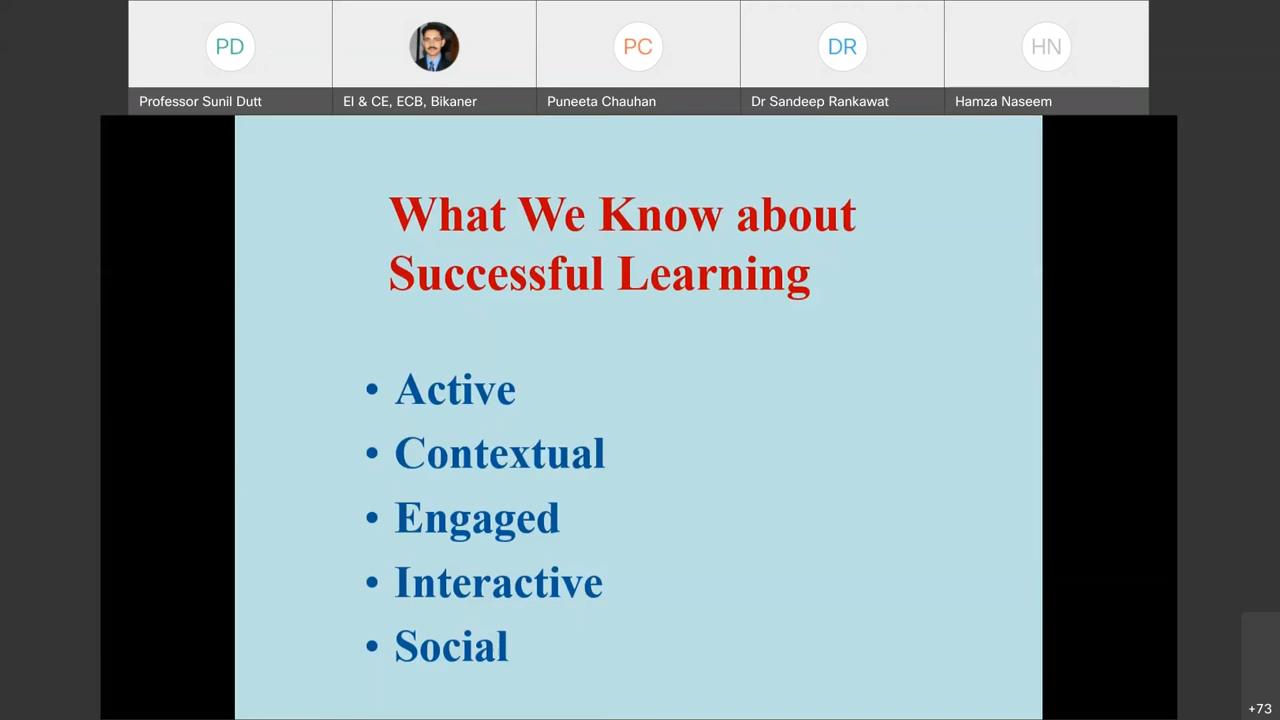 PD
PC
DR
HN
Professor Sunil Dutt
EI & CE, ECB, Bikaner
Puneeta Chauhan
Dr Sandeep Rankawat
Hamza Naseem
What We Know about
Successful Learning
• Active
• Contextual
• Engaged
• Interactive
• Social
+73